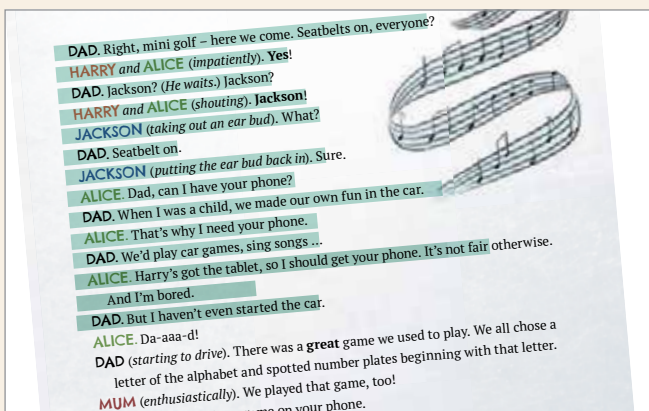 DAD. Right, mini golf – here we come. Seatbelts on, everyone?
HARRY and ALICE (impatiently). Yes!
DAD. Jackson? (He waits.) Jackson?
HARRY and ALICE (shouting). Jackson!
JACKSON (taking out an ear bud). What?
DAD. Seatbelt on.
JACKSON (putting the ear bud back in). Sure.
ALICE. Dad, can I have your phone?
DAD. When I was a child, we made our own fun in the car.
ALICE. That's why I need your phone.
DAD. We'd play car games, sing songs ...
ALICE. Harry's got the tablet, so I should get your phone. It's not fair otherwise.
And I'm bored.
DAD. But I haven't even started the car.
ALICE. Da-aaa-d!
DAD (starting to drive). There was a great game we used to play. We all chose a
letter of the alphabet and spotted number plates beginning with that letter.
MUM (enthusiastically). We played that game, too!
me on your phone.